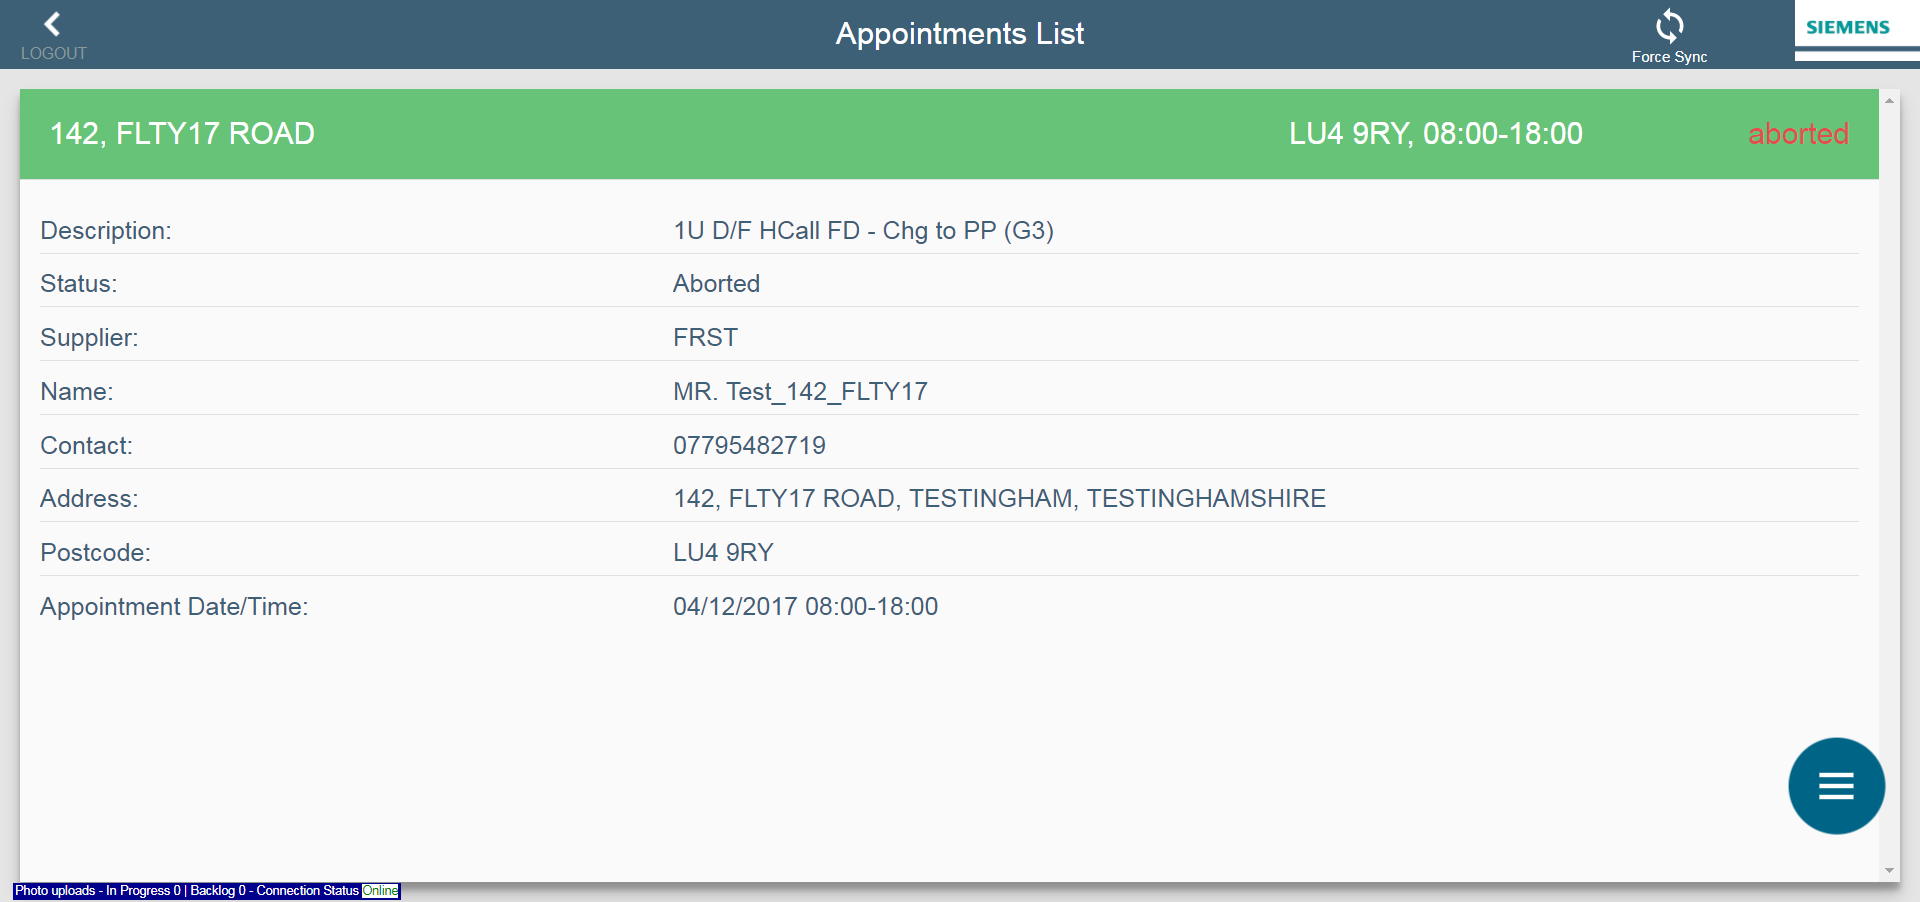 LOGOUT
Appointments List
Force Sync
SIEMENS
142, FLTY17 ROAD LU4 9RY, 08:00-18:00 aborted
Description: 1U D/F HCall FD - Chg to PP (G3)
Status: Aborted
Supplier: FRST
Name: MR. Test_142_FLTY17
Contact: 07795482719
Address: 142, FLTY17 ROAD, TESTINGHAM, TESTINGHAMSHIRE
Postcode: LU4 9RY
Appointment Date/Time: 04/12/2017 08:00-18:00
Photo uploads - In Progress 0 | Backlog 0 - Connection Status Online